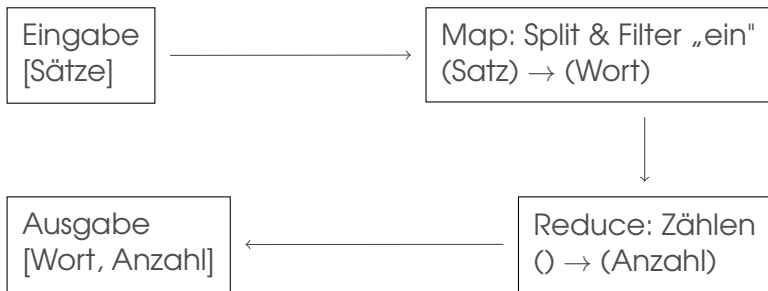 Eingabe
[Sätze]
Map: Split & Filter „ein"
(Satz) → (Wort)
Reduce: Zählen
() → (Anzahl)
Ausgabe
[Wort, Anzahl]